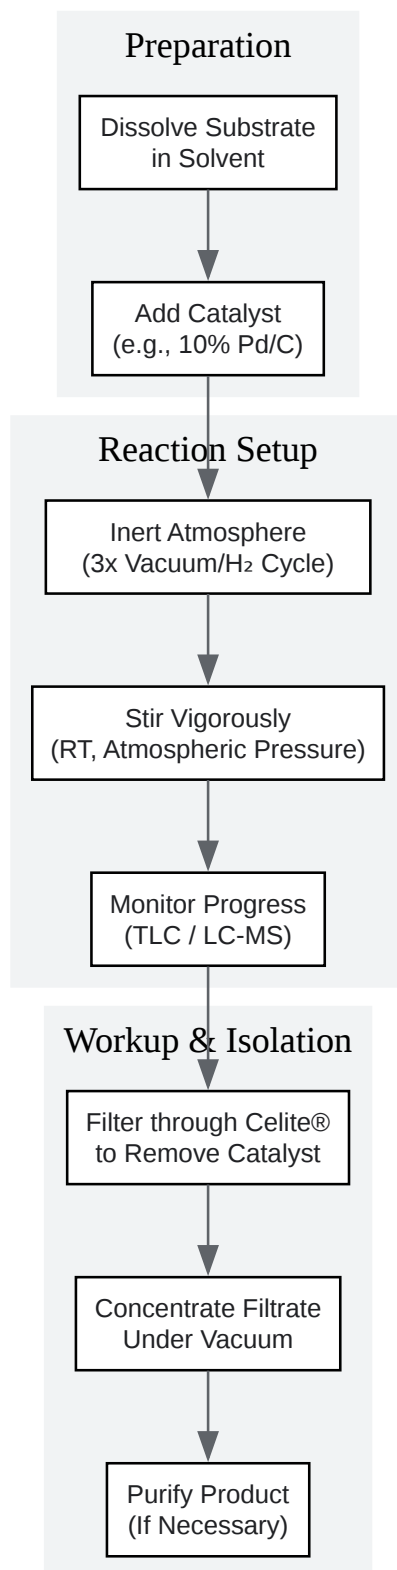 Preparation
Dissolve Substrate
in Solvent
Add Catalyst
(e.g., 10% Pd/C)
Reaction Setup
Inert Atmosphere
(3x Vacuum/H₂ Cycle)
Stir Vigorously
(RT, Atmospheric Pressure)
Monitor Progress
(TLC / LC-MS)
Workup & Isolation
Filter through Celite®
to Remove Catalyst
Concentrate Filtrate
Under Vacuum
Purify Product
(If Necessary)